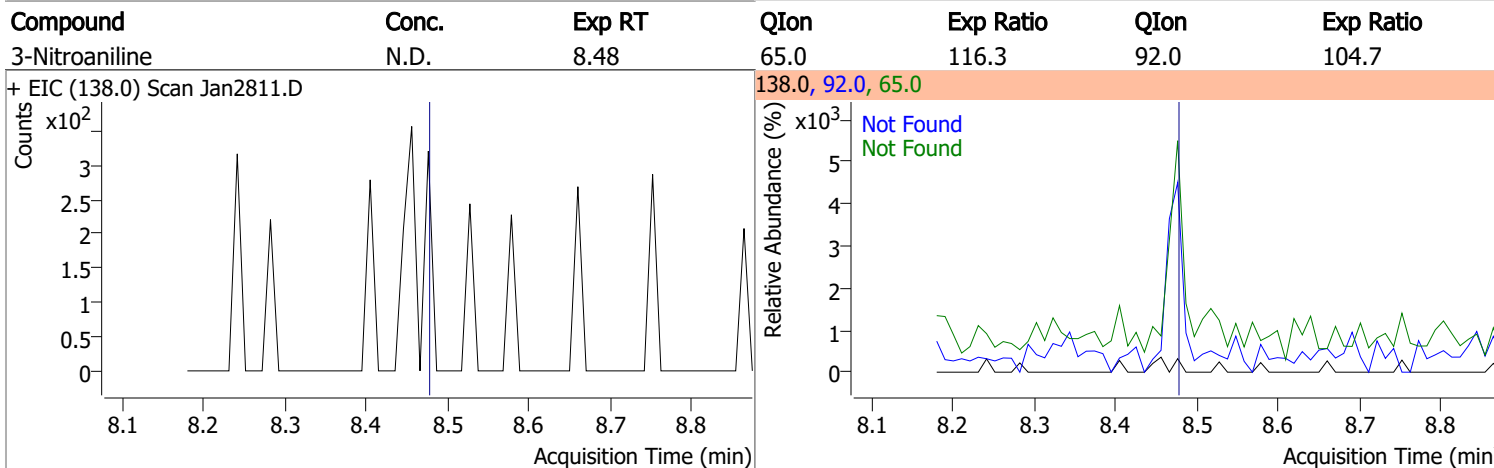 Compound Conc. Exp RT QIon Exp Ratio QIon Exp Ratio
3-Nitroaniline N.D. 8.48 65.0 116.3 92.0 104.7
+ EIC (138.0) Scan Jan2811.D
Counts
x10²
3
2.5
2
1.5
1
0.5
0
8.1 8.2 8.3 8.4 8.5 8.6 8.7 8.8
Acquisition Time (min)
138.0, 92.0, 65.0
Relative Abundance (%)
x10³
Not Found
Not Found
5
4
3
2
1
0
8.1 8.2 8.3 8.4 8.5 8.6 8.7 8.8
Acquisition Time (min